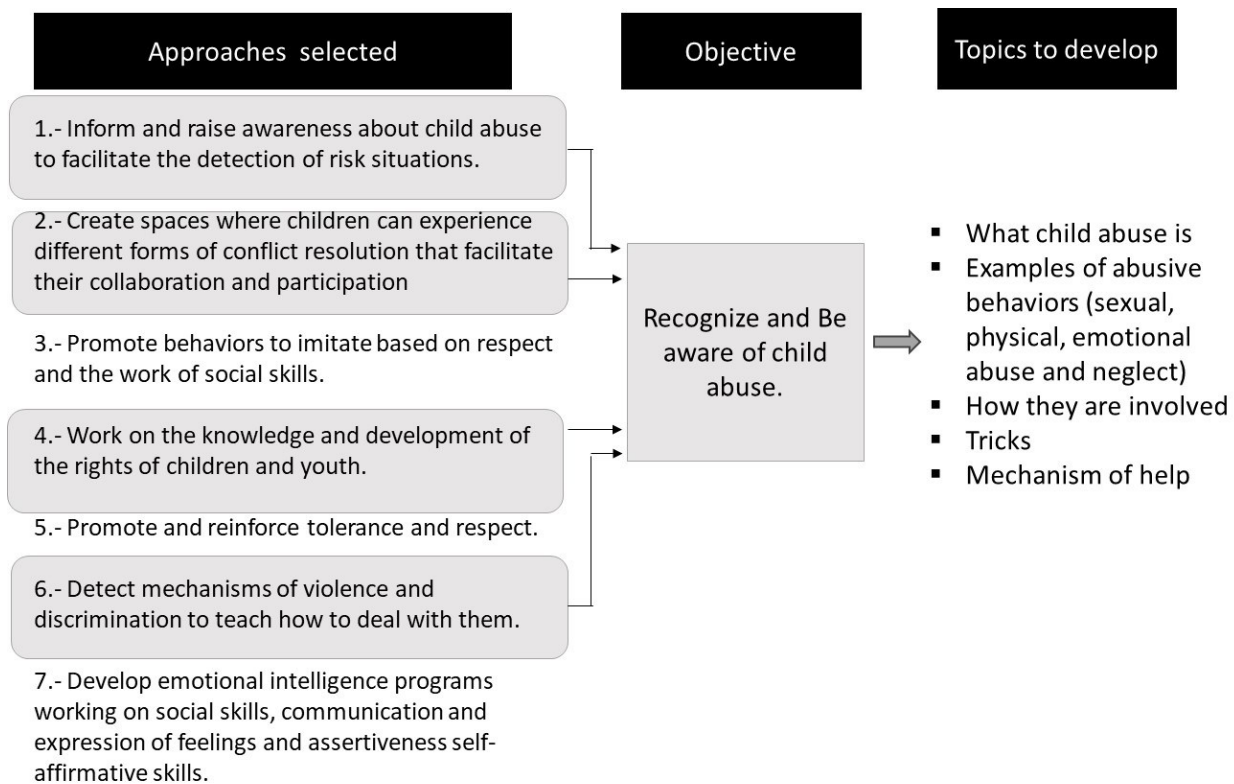 Approaches selected
Objective
Topics to develop
1.- Inform and raise awareness about child abuse
to facilitate the detection of risk situations.
2.- Create spaces where children can experience
different forms of conflict resolution that facilitate
their collaboration and participation
3.- Promote behaviors to imitate based on respect
and the work of social skills.
4.- Work on the knowledge and development of
the rights of children and youth.
5.- Promote and reinforce tolerance and respect.
6.- Detect mechanisms of violence and
discrimination to teach how to deal with them.
7.- Develop emotional intelligence programs
working on social skills, communication and
expression of feelings and assertiveness self-
affirmative skills.
Recognize and Be
aware of child
abuse.
▪ What child abuse is
▪ Examples of abusive
behaviors (sexual,
physical, emotional
abuse and neglect)
▪ How they are involved
▪ Tricks
▪ Mechanism of help